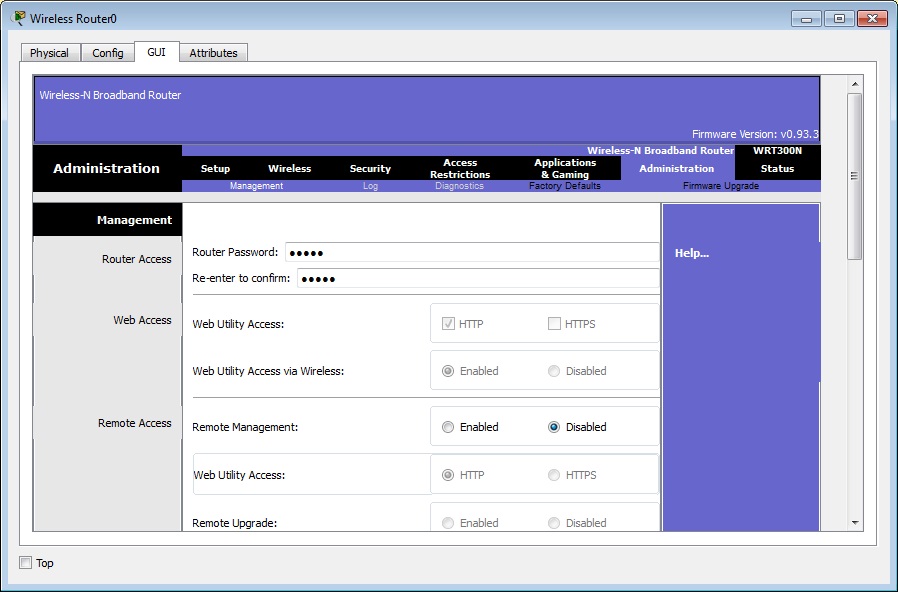 Wireless Router0
Physical Config GUI Attributes
Wireless-N Broadband Router
Firmware Version: v0.93.3
Wireless-N Broadband Router WRT300N
Administration
Setup Wireless Security Access Restrictions Applications & Gaming Administration Status
Management Log Diagnostics Factory Defaults Firmware Upgrade
Management
Help...
Router Access
Router Password: ●●●●●
Re-enter to confirm: ●●●●●
Web Access
Web Utility Access: HTTP HTTPS
Web Utility Access via Wireless: Enabled Disabled
Remote Access
Remote Management: Enabled Disabled
Web Utility Access: HTTP HTTPS
Remote Upgrade: Enabled Disabled
Top